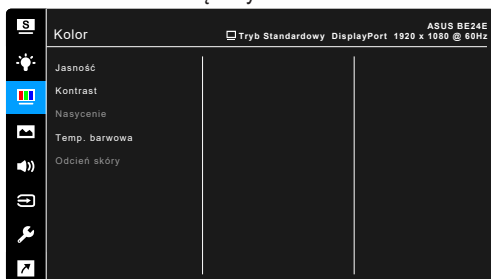 S
ASUS BE24E
Kolor
Tryb Standardowy DisplayPort 1920 x 1080 @ 60Hz
Jasność
Kontrast
Nasycenie
Temp. barwowa
Odcień skóry